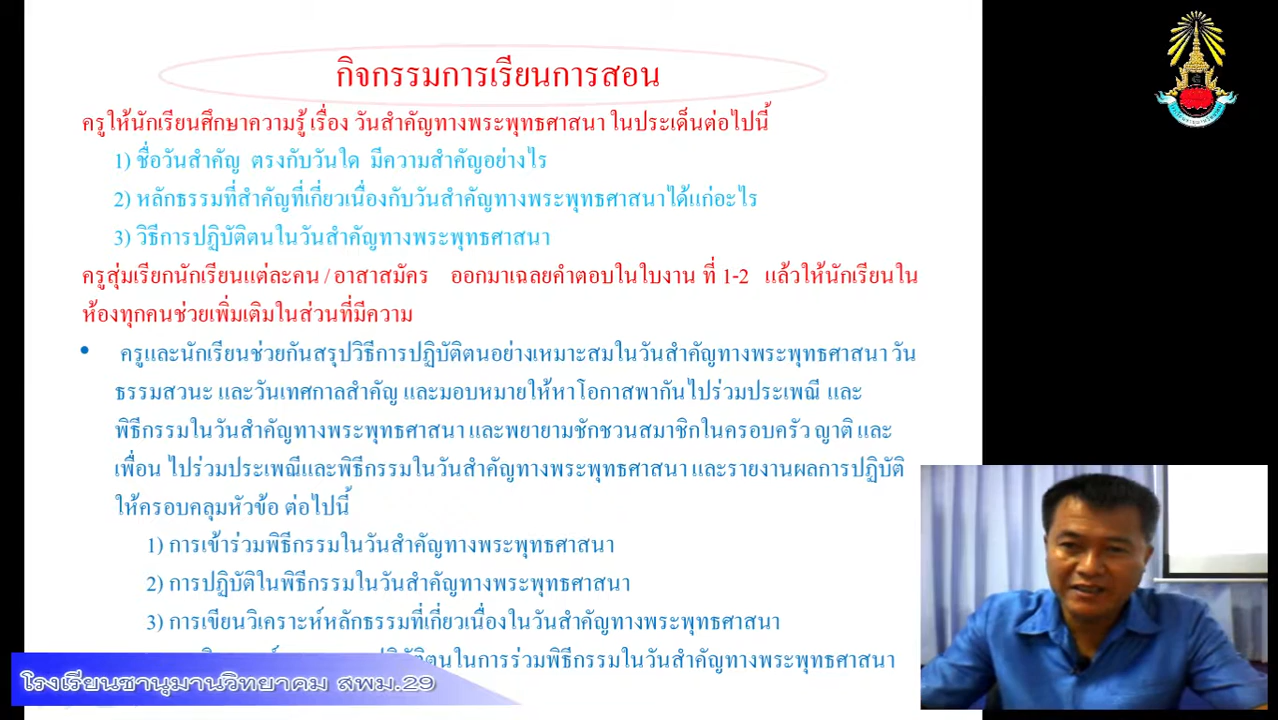 กิจกรรมการเรียนการสอน
ครูให้นักเรียนศึกษาความรู้ เรื่อง วันสำคัญทางพระพุทธศาสนา ในประเด็นต่อไปนี้
1) ชื่อวันสำคัญ ตรงกับวันใด มีความสำคัญอย่างไร
2) หลักธรรมที่สำคัญที่เกี่ยวเนื่องกับวันสำคัญทางพระพุทธศาสนาได้แก่อะไร
3) วิธีการปฏิบัติตนในวันสำคัญทางพระพุทธศาสนา
ครูสุ่มเรียกนักเรียนแต่ละคน / อาสาสมัคร ออกมาเฉลยคำตอบในใบงาน ที่ 1-2 แล้วให้นักเรียนใน
ห้องทุกคนช่วยเพิ่มเติมในส่วนที่มีความ
• ครูและนักเรียนช่วยกันสรุปวิธีการปฏิบัติตนอย่างเหมาะสมในวันสำคัญทางพระพุทธศาสนา วัน
ธรรมสวนะ และวันเทศกาลสำคัญ และมอบหมายให้หาโอกาสพากันไปร่วมประเพณี และ
พิธีกรรมในวันสำคัญทางพระพุทธศาสนา และพยายามชักชวนสมาชิกในครอบครัว ญาติ และ
เพื่อน ไปร่วมประเพณีและพิธีกรรมในวันสำคัญทางพระพุทธศาสนา และรายงานผลการปฏิบัติ
ให้ครอบคลุมหัวข้อ ต่อไปนี้
1) การเข้าร่วมพิธีกรรมในวันสำคัญทางพระพุทธศาสนา
2) การปฏิบัติในพิธีกรรมในวันสำคัญทางพระพุทธศาสนา
3) การเขียนวิเคราะห์หลักธรรมที่เกี่ยวเนื่องในวันสำคัญทางพระพุทธศาสนา
ปฏิบัติตนในการร่วมพิธีกรรมในวันสำคัญทางพระพุทธศาสนา
โรงเรียนชานุมานวิทยาคม สพม.29